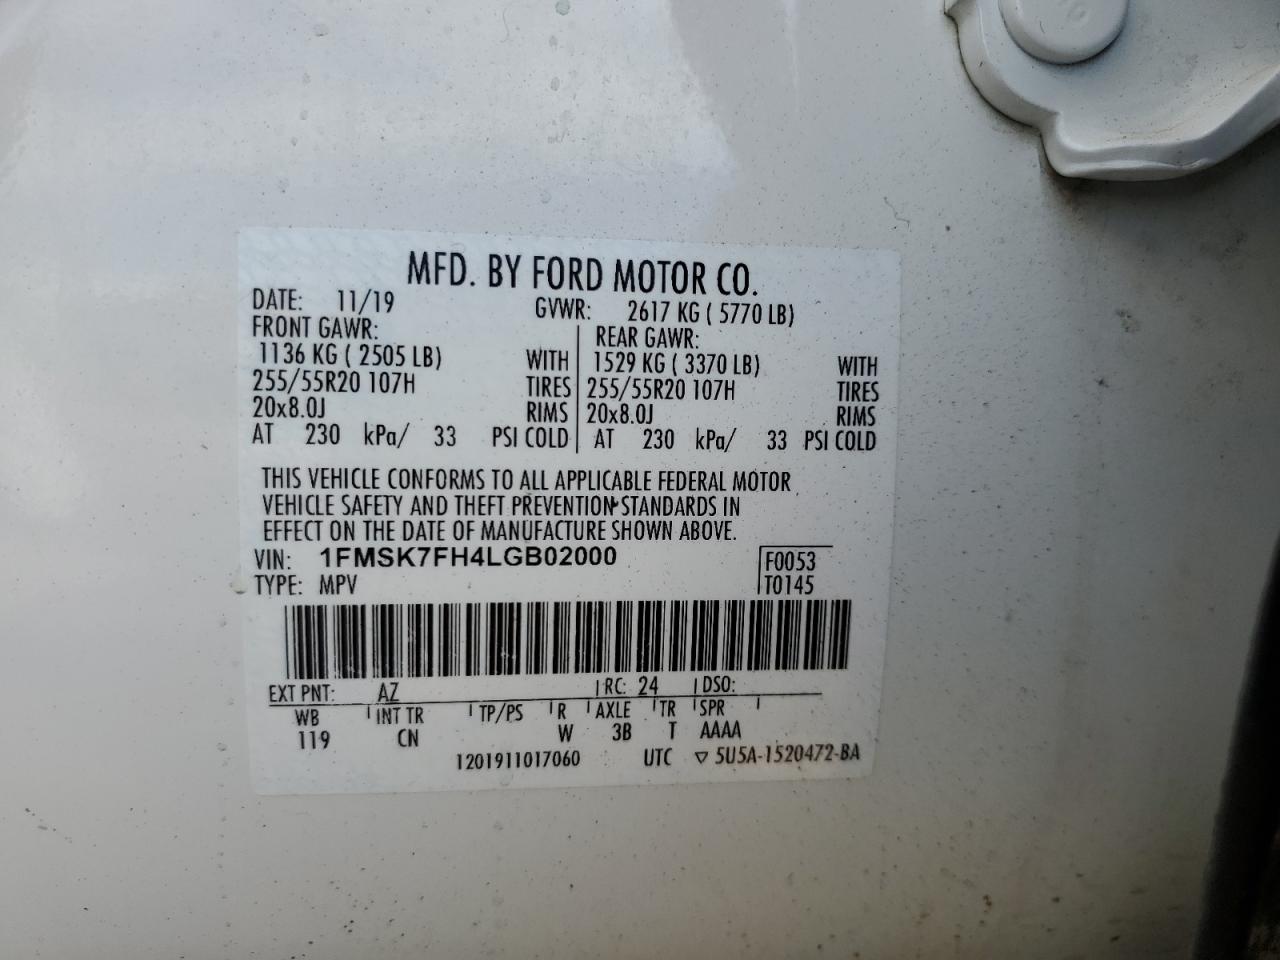 MFD. BY FORD MOTOR CO.
DATE: 11/19 GVWR: 2617 KG ( 5770 LB)
FRONT GAWR: REAR GAWR:
1136 KG ( 2505 LB) WITH 1529 KG ( 3370 LB) WITH
255/55R20 107H TIRES 255/55R20 107H TIRES
20x8.0J RIMS 20x8.0J RIMS
AT 230 kPa/ 33 PSI COLD AT 230 kPa/ 33 PSI COLD
THIS VEHICLE CONFORMS TO ALL APPLICABLE FEDERAL MOTOR
VEHICLE SAFETY AND THEFT PREVENTION STANDARDS IN
EFFECT ON THE DATE OF MANUFACTURE SHOWN ABOVE.
VIN: 1FMSK7FH4LGB02000 F0053
TYPE: MPV T0145
EXT PNT: AZ RC: 24 DSO:
WB INT TR TP/PS R AXLE TR SPR
119 CN W 3B T AAAA
1201911017060 UTC ▽ 5U5A-1520472-BA